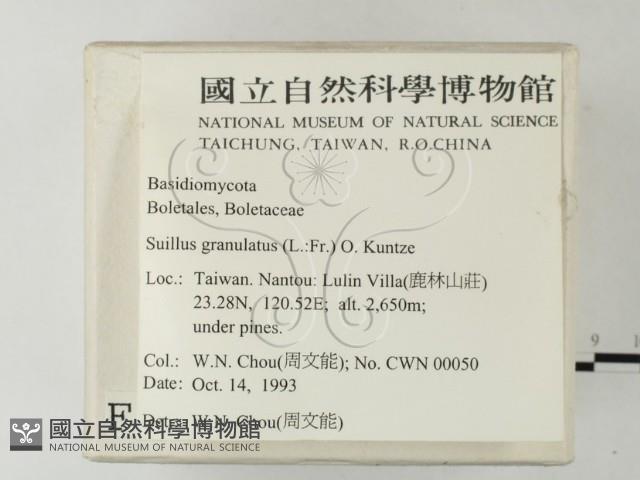 國立自然科學博物館
NATIONAL MUSEUM OF NATURAL SCIENCE
TAICHUNG, TAIWAN, R.O.CHINA
Basidiomycota
Boletales, Boletaceae
Suillus granulatus (L.:Fr.) O. Kuntze
Loc.: Taiwan. Nantou: Lulin Villa(鹿林山莊)
23.28N, 120.52E; alt. 2,650m;
under pines.
Col.: W.N. Chou(周文能); No. CWN 00050
Date: Oct. 14, 1993
F Det.: W.N. Chou(周文能)
國立自然科學博物館
NATIONAL MUSEUM OF NATURAL SCIENCE
9